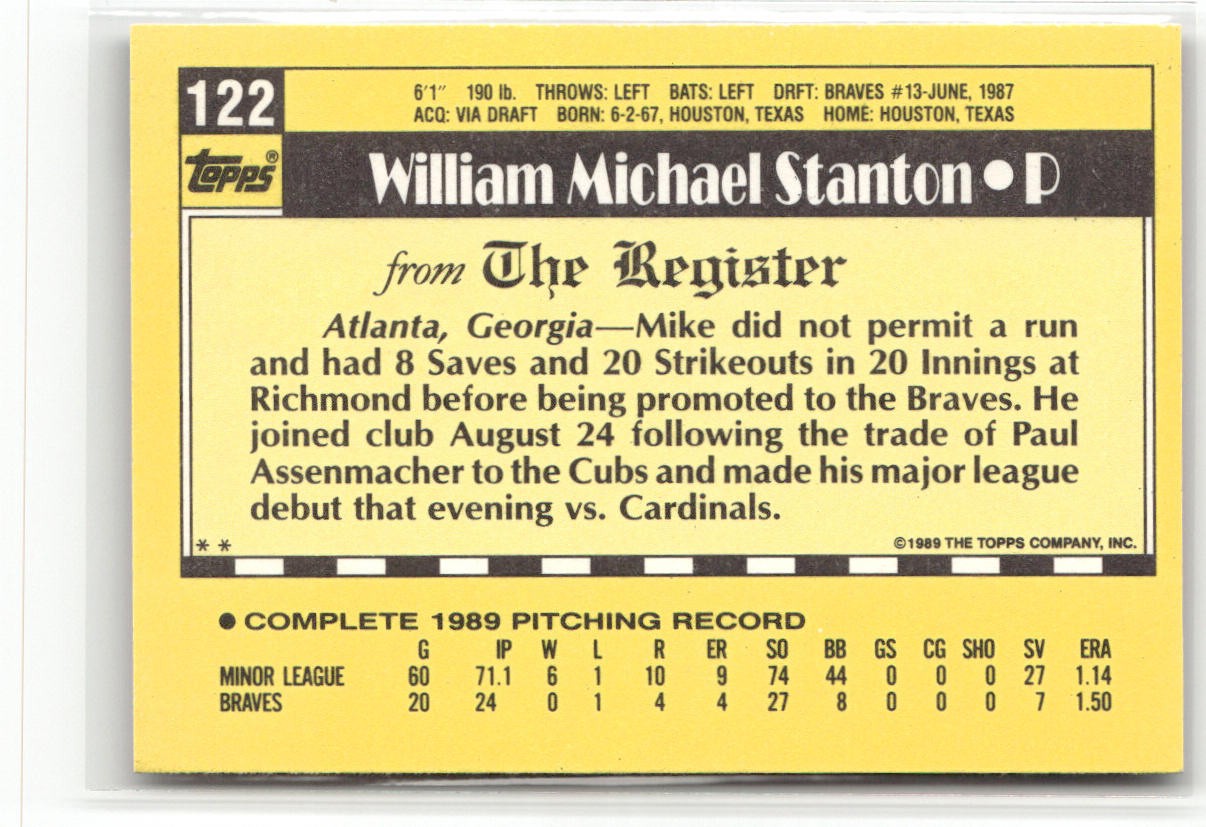 122
6'1" 190 lb. THROWS: LEFT BATS: LEFT DRFT: BRAVES #13-JUNE, 1987
ACQ: VIA DRAFT BORN: 6-2-67, HOUSTON, TEXAS HOME: HOUSTON, TEXAS
topps®
William Michael Stanton • P
from The Register
Atlanta, Georgia—Mike did not permit a run
and had 8 Saves and 20 Strikeouts in 20 Innings at
Richmond before being promoted to the Braves. He
joined club August 24 following the trade of Paul
Assenmacher to the Cubs and made his major league
debut that evening vs. Cardinals.
** ©1989 THE TOPPS COMPANY, INC.
● COMPLETE 1989 PITCHING RECORD
G IP W L R ER SO BB GS CG SHO SV ERA
MINOR LEAGUE 60 71.1 6 1 10 9 74 44 0 0 0 27 1.14
BRAVES 20 24 0 1 4 4 27 8 0 0 0 7 1.50